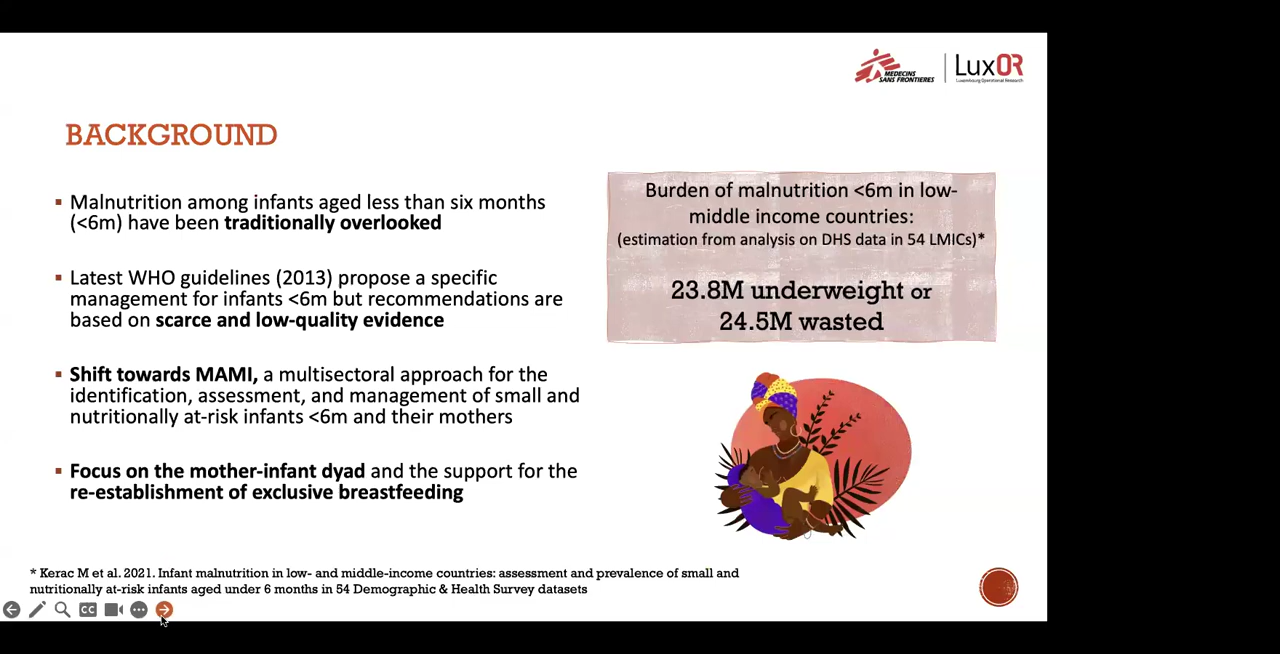 MEDECINS
SANS FRONTIERES
LuxOR
Luxembourg Operational Research
BACKGROUND
▪ Malnutrition among infants aged less than six months
(<6m) have been traditionally overlooked
▪ Latest WHO guidelines (2013) propose a specific
management for infants <6m but recommendations are
based on scarce and low-quality evidence
▪ Shift towards MAMI, a multisectoral approach for the
identification, assessment, and management of small and
nutritionally at-risk infants <6m and their mothers
▪ Focus on the mother-infant dyad and the support for the
re-establishment of exclusive breastfeeding
Burden of malnutrition <6m in low-
middle income countries:
(estimation from analysis on DHS data in 54 LMICs)*
23.8M underweight or
24.5M wasted
* Kerac M et al. 2021. Infant malnutrition in low- and middle-income countries: assessment and prevalence of small and
nutritionally at-risk infants aged under 6 months in 54 Demographic & Health Survey datasets
CC